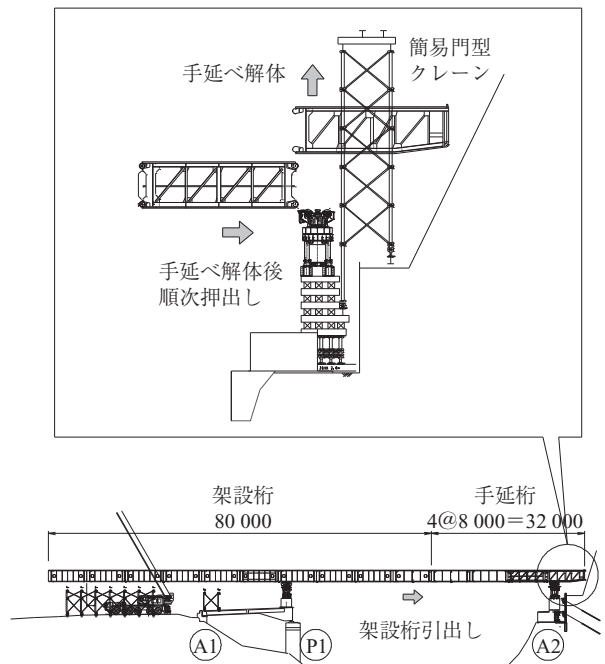 簡易門型
クレーン
手延べ解体
手延べ解体後
順次押出し
架設桁
手延桁
80 000
4@8 000=32 000
架設桁引出し
A1
P1
A2